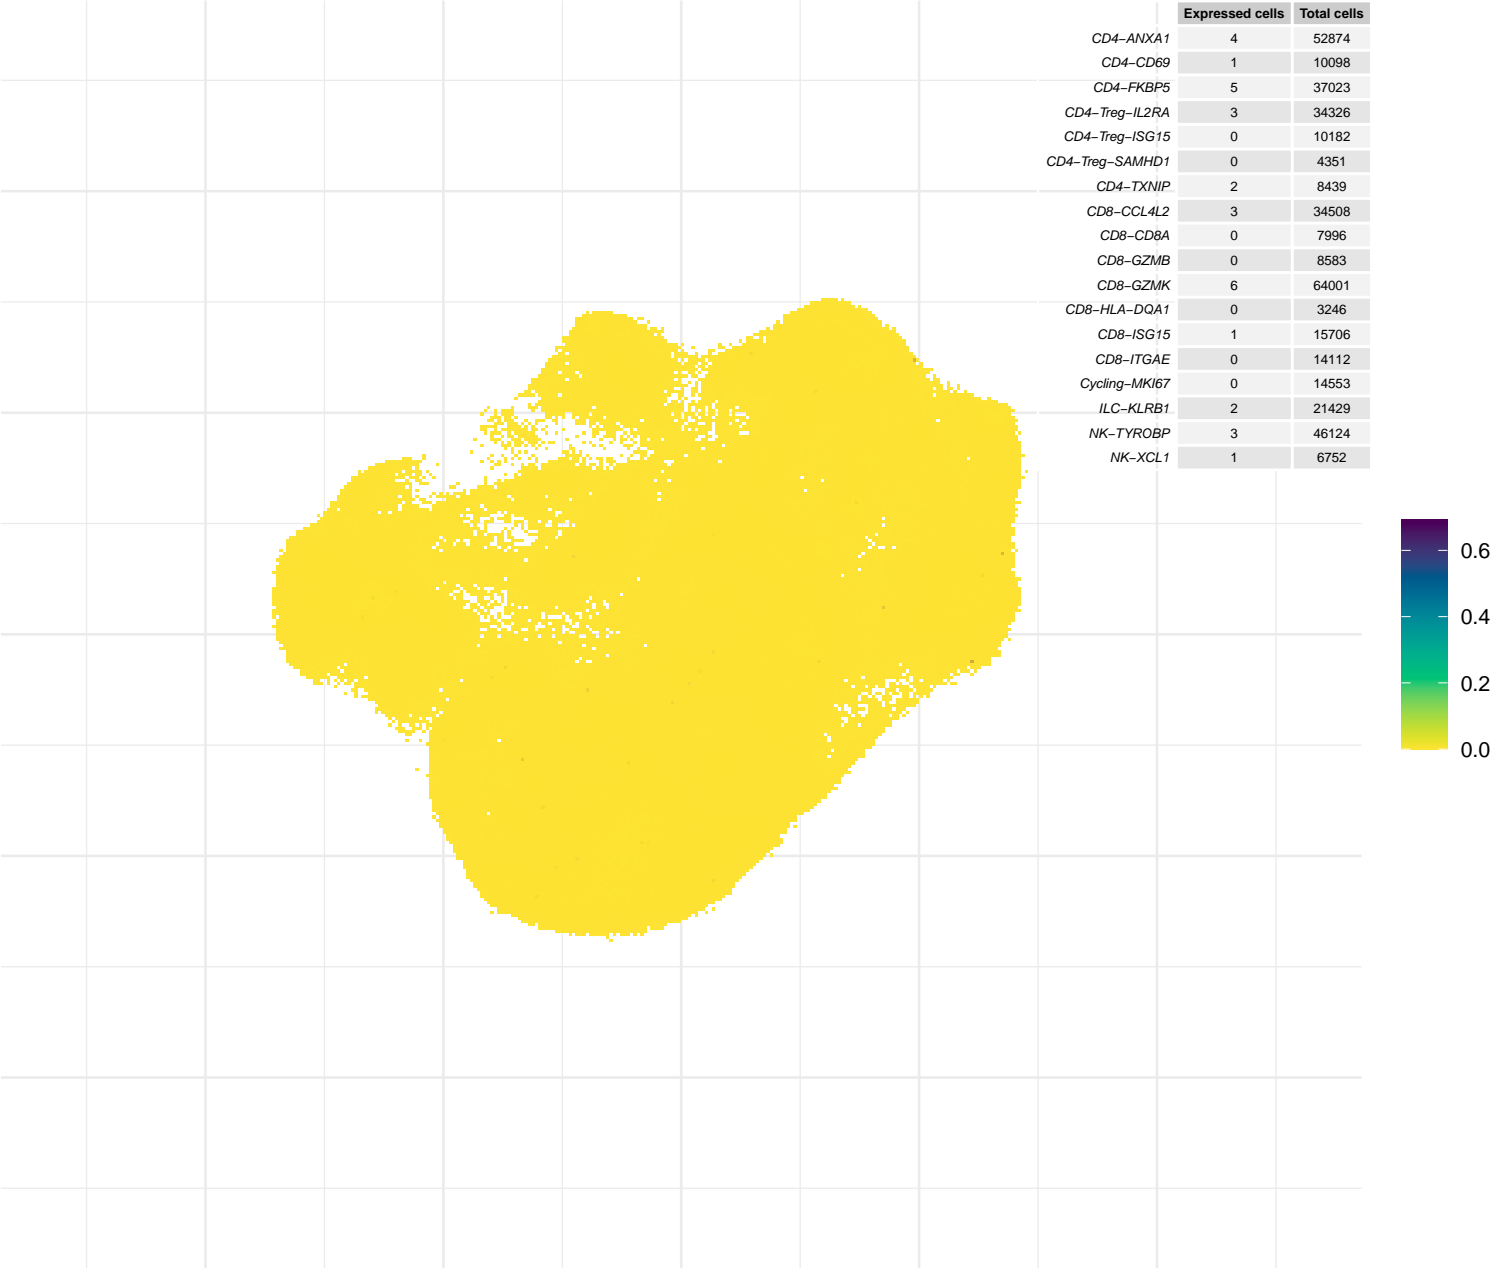 Expressed cells Total cells
CD4−ANXA1 4 52874
CD4−CD69 1 10098
CD4−FKBP5 5 37023
CD4−Treg−IL2RA 3 34326
CD4−Treg−ISG15 0 10182
CD4−Treg−SAMHD1 0 4351
CD4−TXNIP 2 8439
CD8−CCL4L2 3 34508
CD8−CD8A 0 7996
CD8−GZMB 0 8583
CD8−GZMK 6 64001
CD8−HLA−DQA1 0 3246
CD8−ISG15 1 15706
CD8−ITGAE 0 14112
Cycling−MKI67 0 14553
ILC−KLRB1 2 21429
NK−TYROBP 3 46124
NK−XCL1 1 6752
0.6
0.4
0.2
0.0